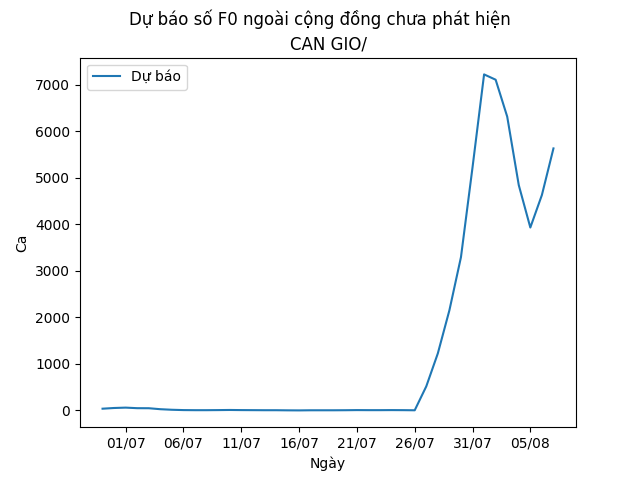 Dự báo số F0 ngoài cộng đồng chưa phát hiện
CAN GIO/
Dự báo
7000
6000
5000
4000
3000
2000
1000
0
Ca
01/07 06/07 11/07 16/07 21/07 26/07 31/07 05/08
Ngày